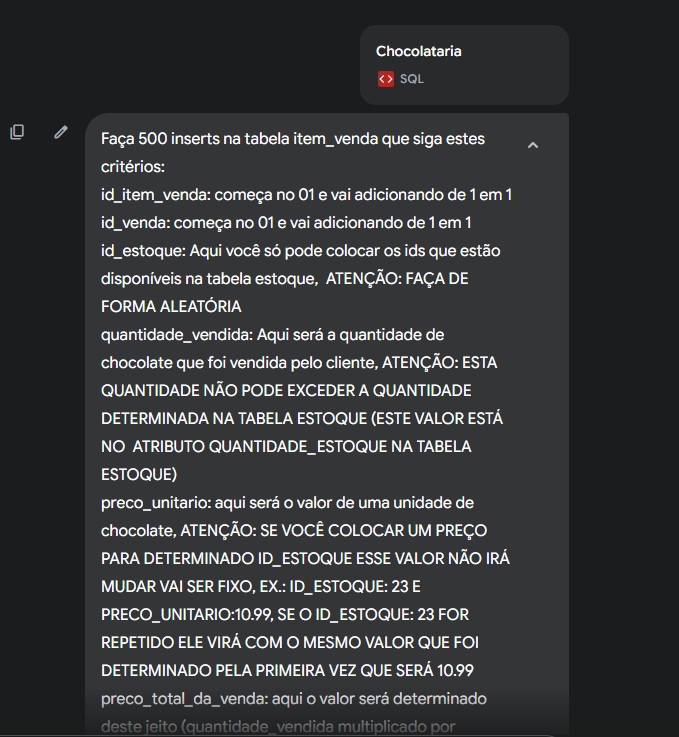 Chocolataria
SQL
Faça 500 inserts na tabela item_venda que siga estes
critérios:
id_item_venda: começa no 01 e vai adicionando de 1 em 1
id_venda: começa no 01 e vai adicionando de 1 em 1
id_estoque: Aqui você só pode colocar os ids que estão
disponíveis na tabela estoque,  ATENÇÃO: FAÇA DE
FORMA ALEATÓRIA
quantidade_vendida: Aqui será a quantidade de
chocolate que foi vendida pelo cliente, ATENÇÃO: ESTA
QUANTIDADE NÃO PODE EXCEDER A QUANTIDADE
DETERMINADA NA TABELA ESTOQUE (ESTE VALOR ESTÁ
NO  ATRIBUTO QUANTIDADE_ESTOQUE NA TABELA
ESTOQUE)
preco_unitario: aqui será o valor de uma unidade de
chocolate, ATENÇÃO: SE VOCÊ COLOCAR UM PREÇO
PARA DETERMINADO ID_ESTOQUE ESSE VALOR NÃO IRÁ
MUDAR VAI SER FIXO, EX.: ID_ESTOQUE: 23 E
PRECO_UNITARIO:10.99, SE O ID_ESTOQUE: 23 FOR
REPETIDO ELE VIRÁ COM O MESMO VALOR QUE FOI
DETERMINADO PELA PRIMEIRA VEZ QUE SERÁ 10.99
preco_total_da_venda: aqui o valor será determinado
deste jeito (quantidade_vendida multiplicado por